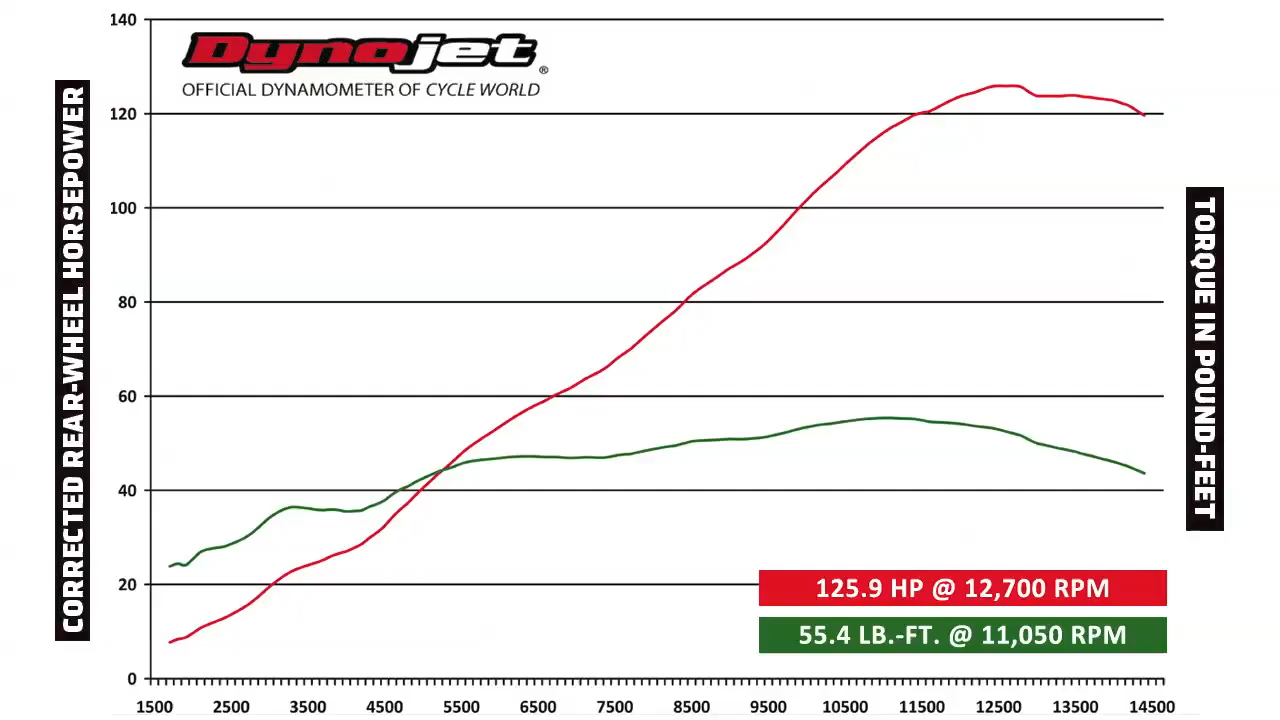 140
Dynojet®
OFFICIAL DYNAMOMETER OF CYCLE WORLD
120
100
80
60
40
20
0
CORRECTED REAR-WHEEL HORSEPOWER
TORQUE IN POUND-FEET
125.9 HP @ 12,700 RPM
55.4 LB.-FT. @ 11,050 RPM
1500 2500 3500 4500 5500 6500 7500 8500 9500 10500 11500 12500 13500 14500